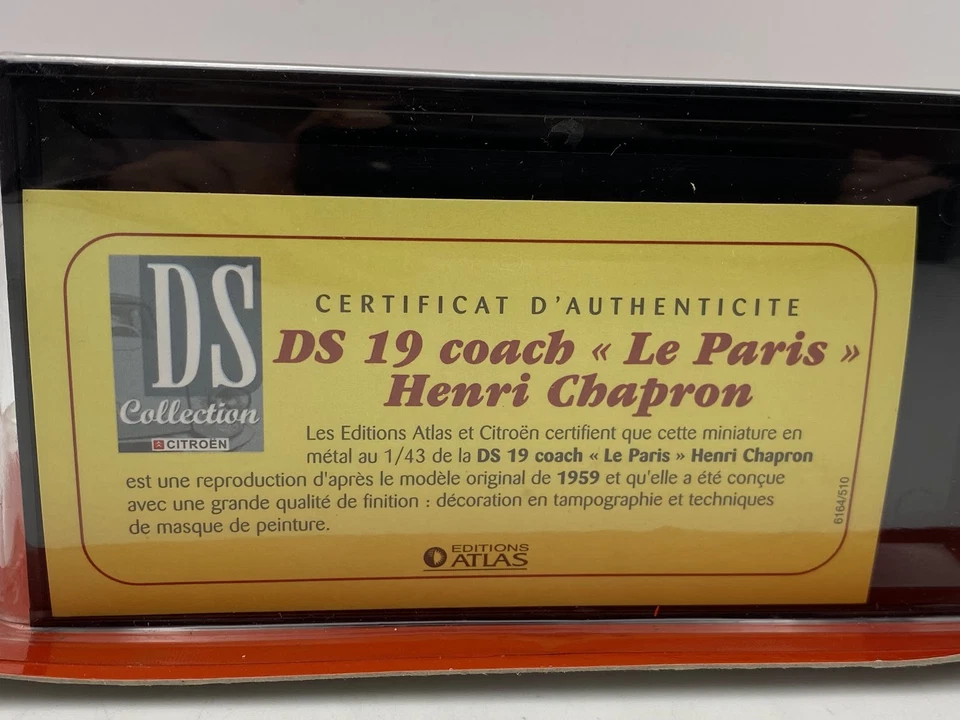 DS
Collection
CITROËN
CERTIFICAT D'AUTHENTICITE
DS 19 coach « Le Paris »
Henri Chapron
Les Editions Atlas et Citroën certifient que cette miniature en
métal au 1/43 de la DS 19 coach « Le Paris » Henri Chapron
est une reproduction d'après le modèle original de 1959 et qu'elle a été conçue
avec une grande qualité de finition : décoration en tampographie et techniques
de masque de peinture.
6164/510
EDITIONS
ATLAS